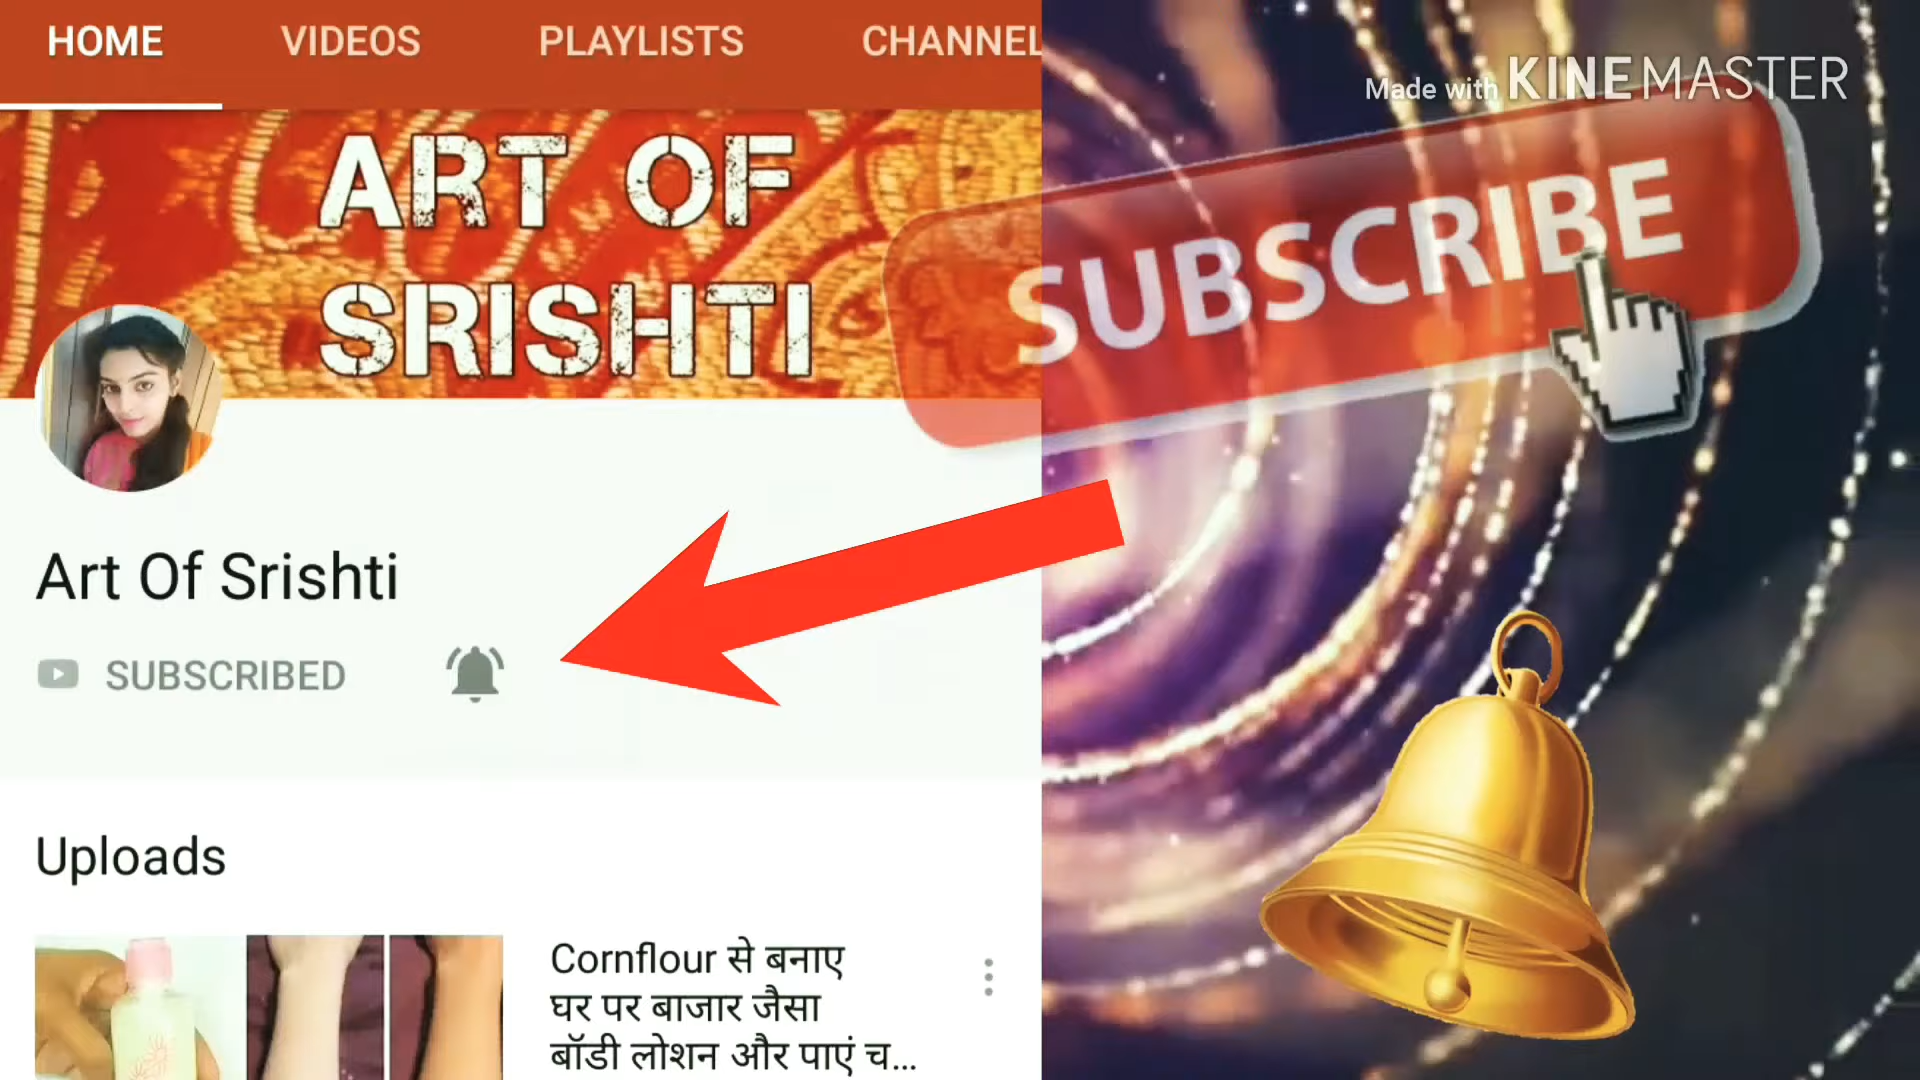 HOME VIDEOS PLAYLISTS CHANNEL
Made with KINEMASTER
ART OF
SRISHTI
SUBSCRIBE
Art Of Srishti
SUBSCRIBED
Uploads
Cornflour से बनाए
घर पर बाजार जैसा
बॉडी लोशन और पाएं च...